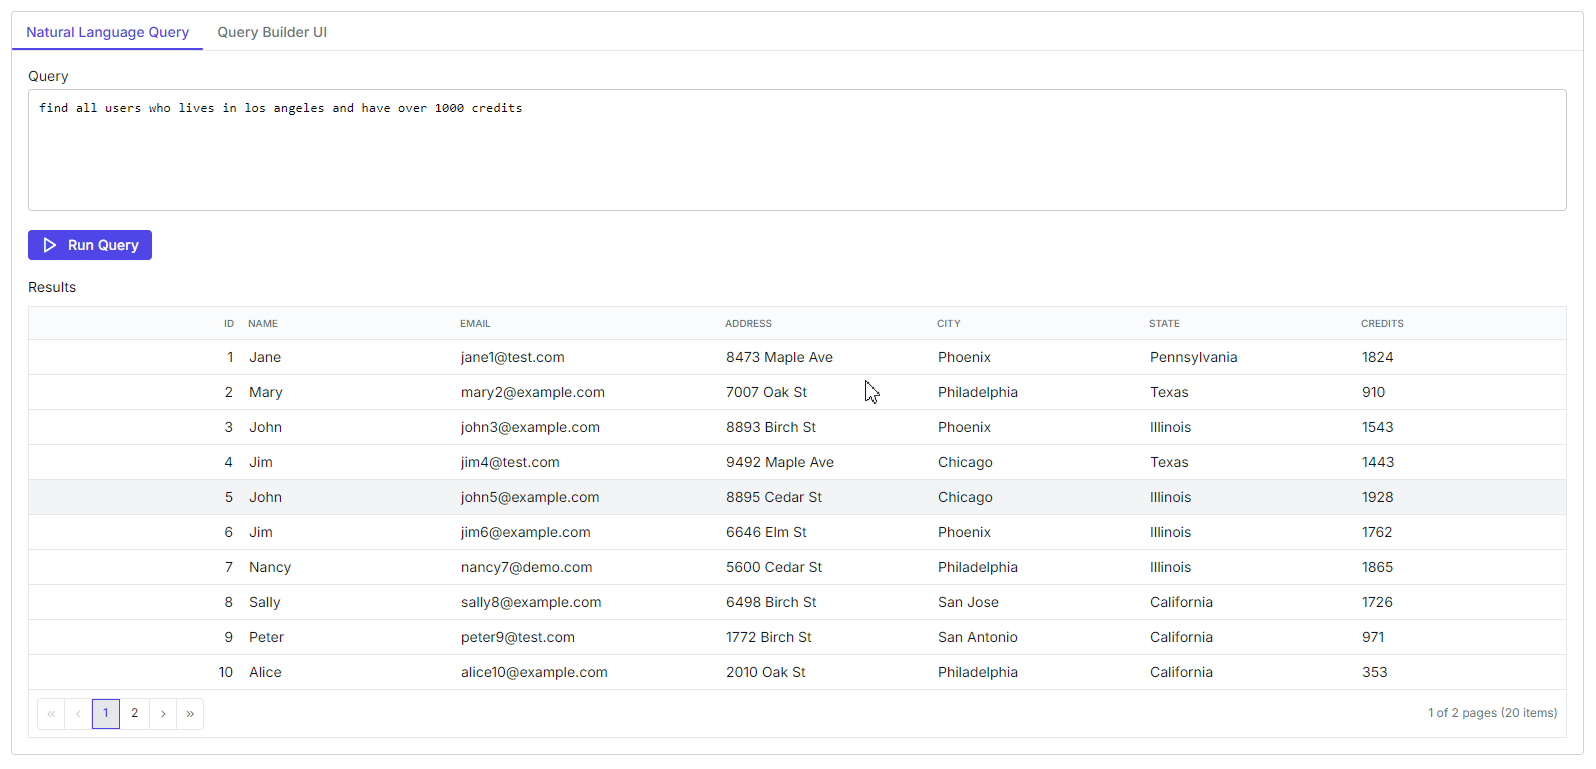 Natural Language Query Query Builder UI
Query
find all users who lives in los angeles and have over 1000 credits
Run Query
Results
ID NAME EMAIL ADDRESS CITY STATE CREDITS
1 Jane jane1@test.com 8473 Maple Ave Phoenix Pennsylvania 1824
2 Mary mary2@example.com 7007 Oak St Philadelphia Texas 910
3 John john3@example.com 8893 Birch St Phoenix Illinois 1543
4 Jim jim4@test.com 9492 Maple Ave Chicago Texas 1443
5 John john5@example.com 8895 Cedar St Chicago Illinois 1928
6 Jim jim6@example.com 6646 Elm St Phoenix Illinois 1762
7 Nancy nancy7@demo.com 5600 Cedar St Philadelphia Illinois 1865
8 Sally sally8@example.com 6498 Birch St San Jose California 1726
9 Peter peter9@test.com 1772 Birch St San Antonio California 971
10 Alice alice10@example.com 2010 Oak St Philadelphia California 353
« ‹ 1 2 › » 1 of 2 pages (20 items)